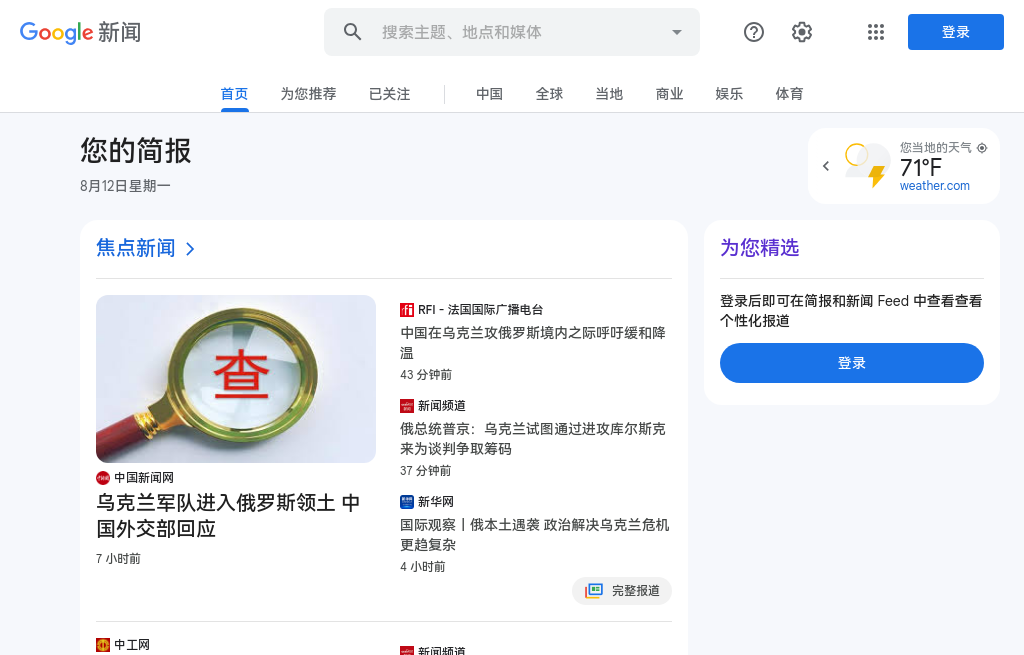 Google 新闻
搜索主题、地点和媒体
登录
首页
为您推荐
已关注
中国
全球
当地
商业
娱乐
体育
您的简报
8月12日星期一
您当地的天气
71°F
weather.com
焦点新闻
查
中国新闻网
乌克兰军队进入俄罗斯领土 中
国外交部回应
7 小时前
RFI - 法国国际广播电台
中国在乌克兰攻俄罗斯境内之际呼吁缓和降
温
43 分钟前
新闻频道
俄总统普京：乌克兰试图通过进攻库尔斯克
来为谈判争取筹码
37 分钟前
新华网
国际观察丨俄本土遇袭 政治解决乌克兰危机
更趋复杂
4 小时前
完整报道
中工网
新闻频道
为您精选
登录后即可在简报和新闻 Feed 中查看查看
个性化报道
登录